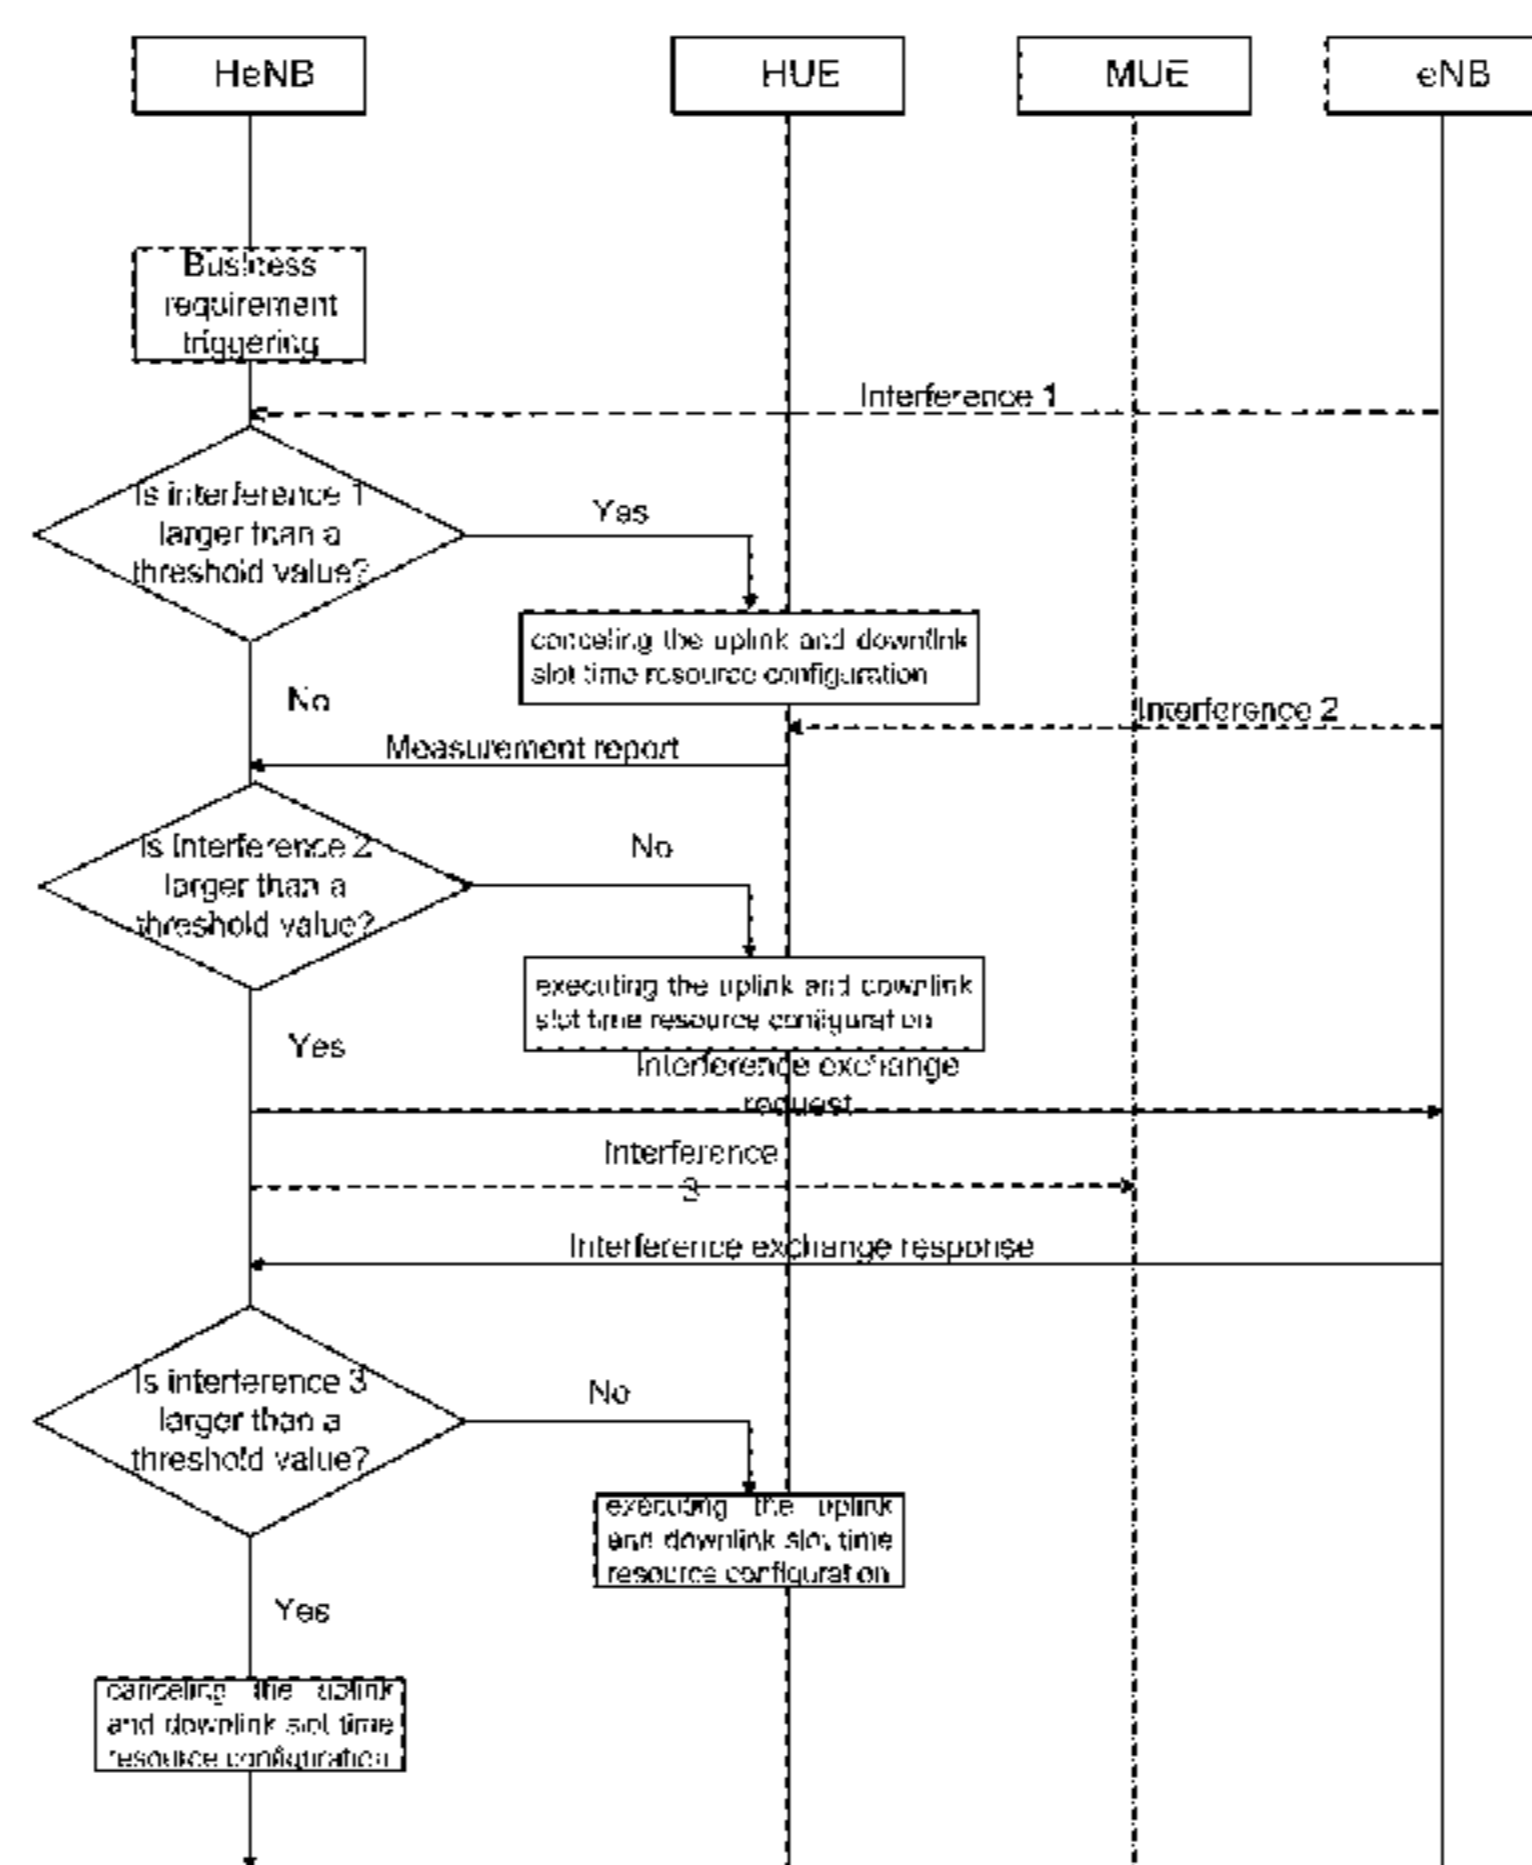 HeNB
HUE
MUE
eNB
Business
requirement
triggering
Interference 1
Is interference 1
larger than a
threshold value?
Yes
canceling the uplink and downlink
slot time resource configuration
No
Interference 2
Measurement report
Is Interference 2
larger than a
threshold value?
No
executing the uplink and downlink
slot time resource configuration
Yes
Interference exchange
request
Interference
3
Interference exchange response
Is interference 3
larger than a
threshold value?
No
executing the uplink
and downlink slot time
resource configuration
Yes
canceling the uplink
and downlink slot time
resource configuration